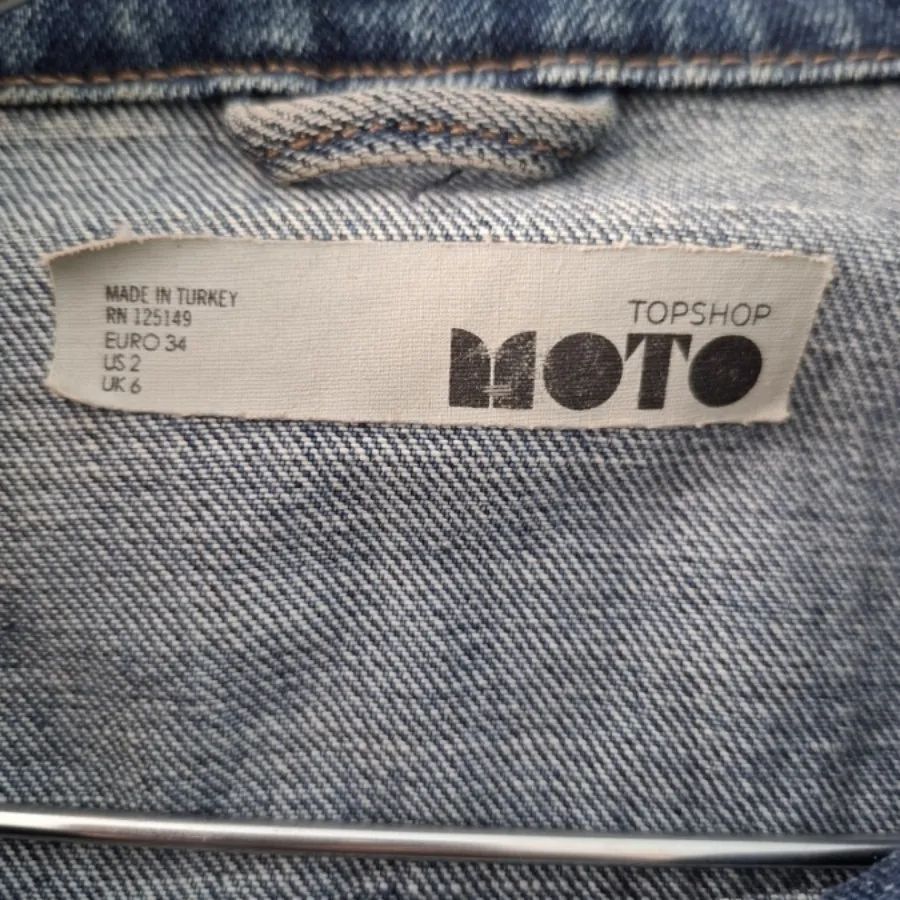 MADE IN TURKEY
RN 125149
EURO 34
US 2
UK 6
TOPSHOP
MOTO